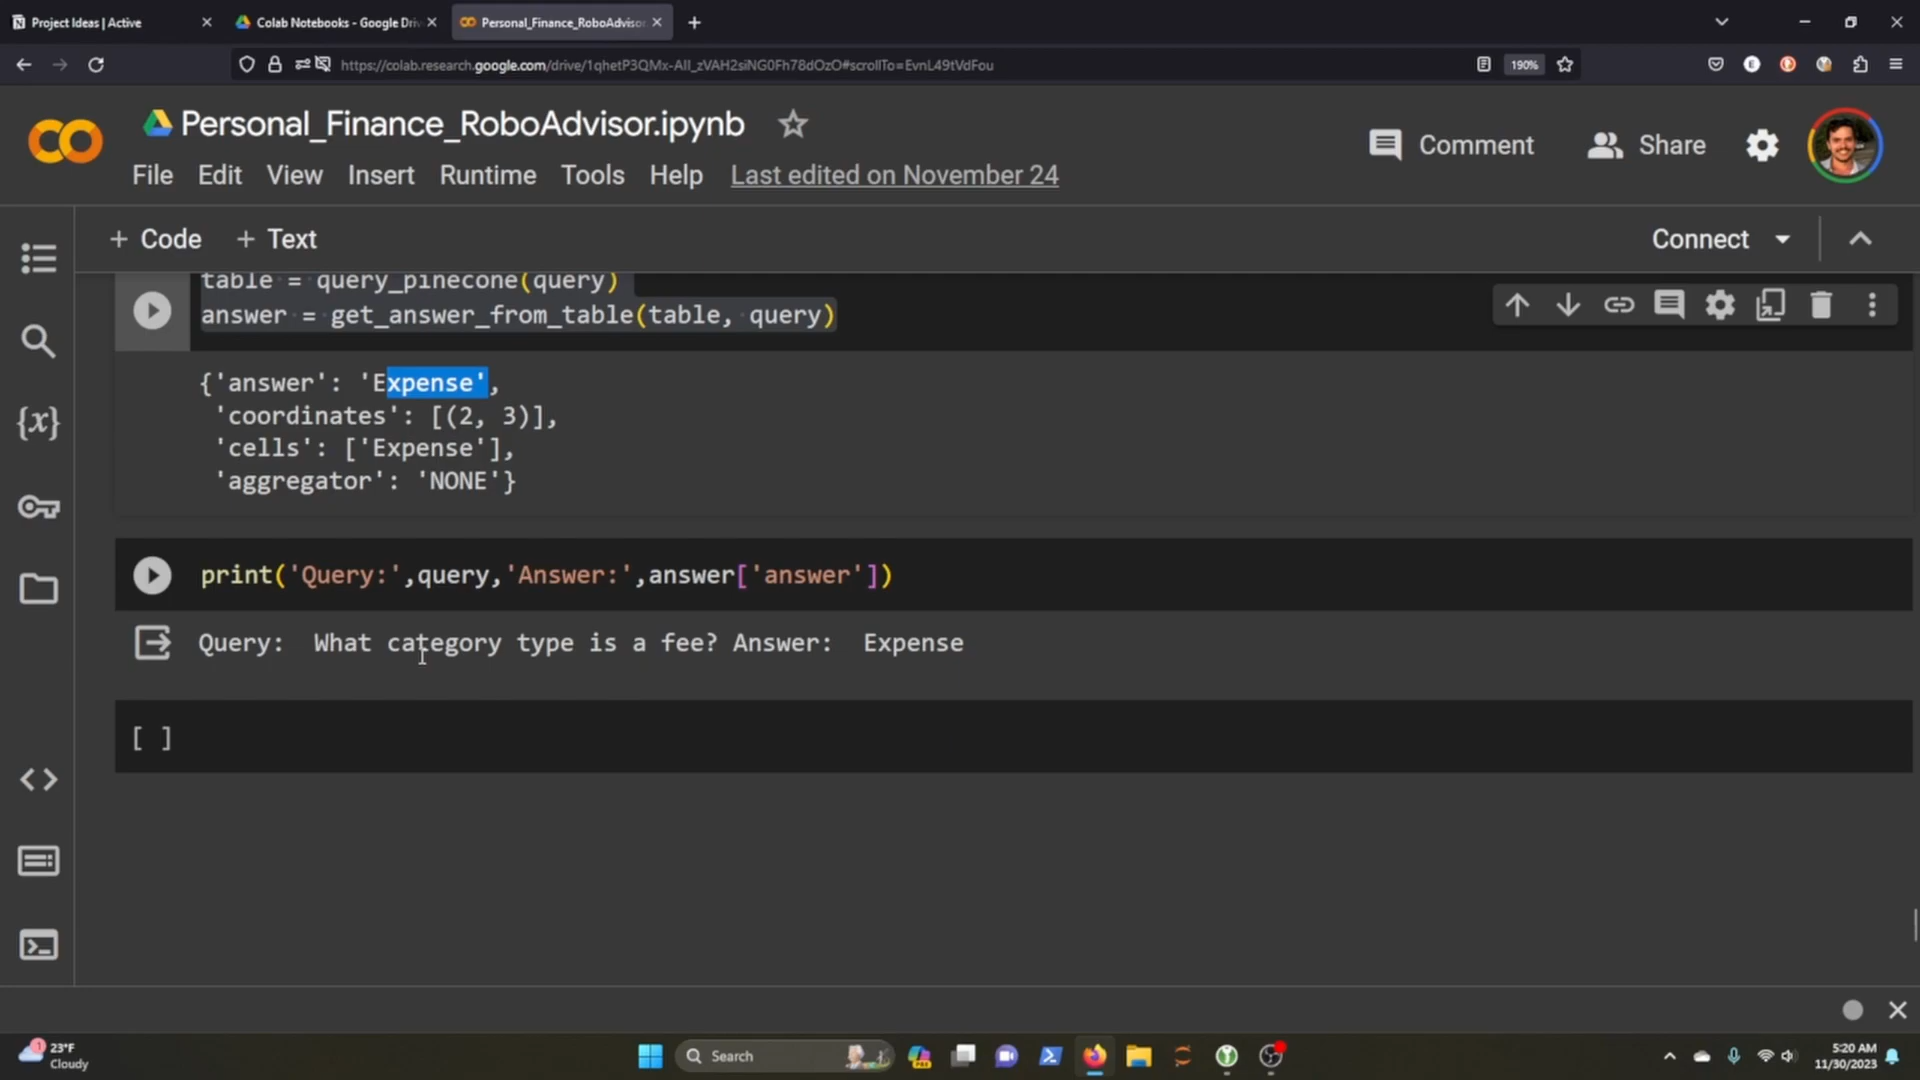 Project Ideas | Active
Colab Notebooks - Google Driv
Personal_Finance_RoboAdvisor
190%
Personal_Finance_RoboAdvisor.ipynb
Comment
Share
File Edit View Insert Runtime Tools Help Last edited on November 24
+ Code + Text
Connect
table = query_pinecone(query)
answer = get_answer_from_table(table, query)
{'answer': 'Expense',
'coordinates': [(2, 3)],
'cells': ['Expense'],
'aggregator': 'NONE'}
print('Query:',query,'Answer:',answer['answer'])
Query: What category type is a fee? Answer: Expense
[ ]
{x}
23°F
Cloudy
Search
5:20 AM
11/30/2023